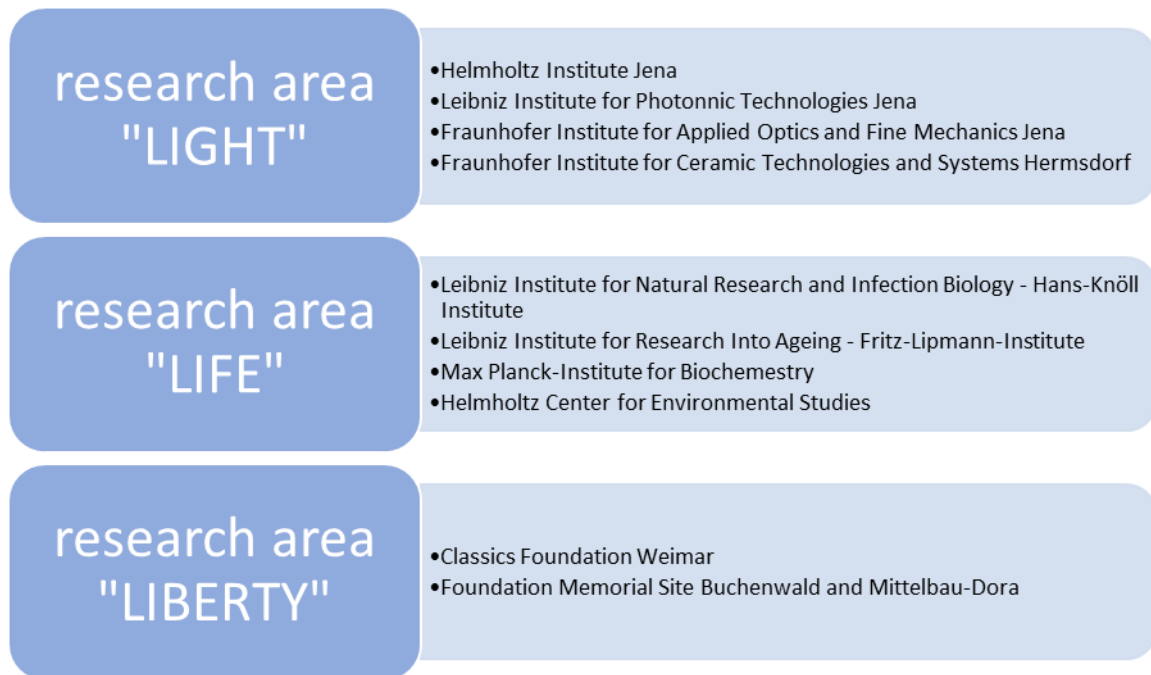 research area
"LIGHT"
•Helmholtz Institute Jena
•Leibniz Institute for Photonnic Technologies Jena
•Fraunhofer Institute for Applied Optics and Fine Mechanics Jena
•Fraunhofer Institute for Ceramic Technologies and Systems Hermsdorf
research area
"LIFE"
•Leibniz Institute for Natural Research and Infection Biology - Hans-Knöll
Institute
•Leibniz Institute for Research Into Ageing - Fritz-Lipmann-Institute
•Max Planck-Institute for Biochemestry
•Helmholtz Center for Environmental Studies
research area
"LIBERTY"
•Classics Foundation Weimar
•Foundation Memorial Site Buchenwald and Mittelbau-Dora